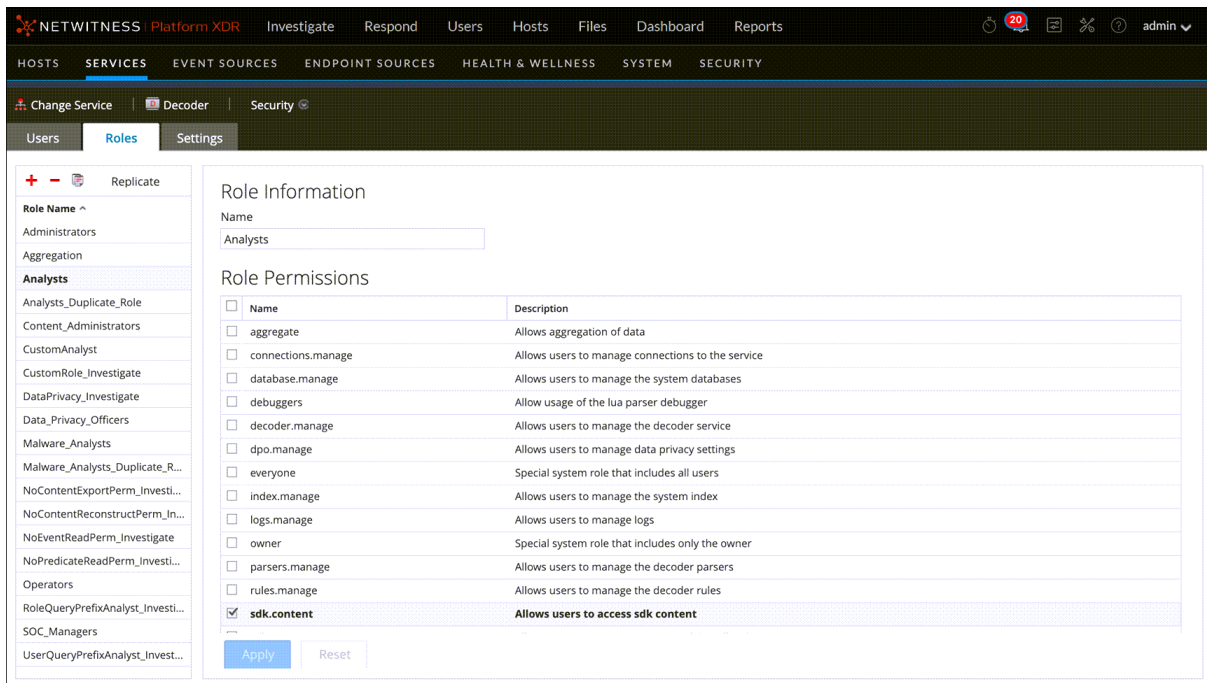 NETWITNESS Platform XDR Investigate Respond Users Hosts Files Dashboard Reports 20 admin
HOSTS SERVICES EVENT SOURCES ENDPOINT SOURCES HEALTH & WELLNESS SYSTEM SECURITY
Change Service Decoder Security
Users Roles Settings
Replicate
Role Name
Administrators
Aggregation
Analysts
Analysts_Duplicate_Role
Content_Administrators
CustomAnalyst
CustomRole_Investigate
DataPrivacy_Investigate
Data_Privacy_Officers
Malware_Analysts
Malware_Analysts_Duplicate_R...
NoContentExportPerm_Investi...
NoContentReconstructPerm_In...
NoEventReadPerm_Investigate
NoPredicateReadPerm_Investi...
Operators
RoleQueryPrefixAnalyst_Investi...
SOC_Managers
UserQueryPrefixAnalyst_Invest...
Role Information
Name
Analysts
Role Permissions
Name Description
aggregate Allows aggregation of data
connections.manage Allows users to manage connections to the service
database.manage Allows users to manage the system databases
debuggers Allow usage of the lua parser debugger
decoder.manage Allows users to manage the decoder service
dpo.manage Allows users to manage data privacy settings
everyone Special system role that includes all users
index.manage Allows users to manage the system index
logs.manage Allows users to manage logs
owner Special system role that includes only the owner
parsers.manage Allows users to manage the decoder parsers
rules.manage Allows users to manage the decoder rules
sdk.content Allows users to access sdk content
Apply Reset